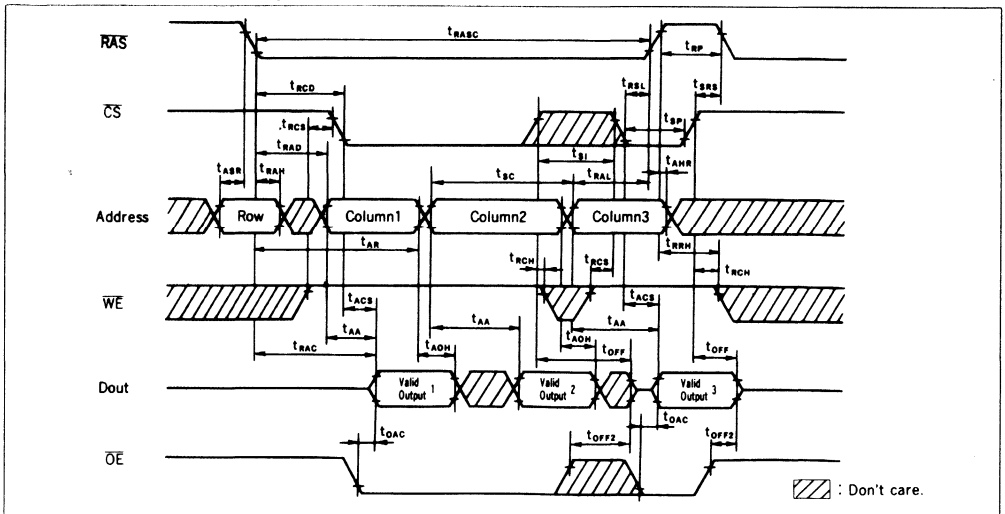 RAS
tRASC
tRP
tRCD
tRSL
tSRS
CS
tRCS
tSP
tRAD
tSI
tASR
tRAH
tSC
tRAL
tAHR
Address
Row
Column1
Column2
Column3
tAR
tRCH
tRCS
tRRH
tRCH
WE
tACS
tACS
tAA
tAA
tAA
tRAC
tAOH
tAOH
tOFF
tOFF
Dout
Valid Output 1
Valid Output 2
Valid Output 3
tOAC
tOFF2
tOAC
tOFF2
OE
: Don't care.